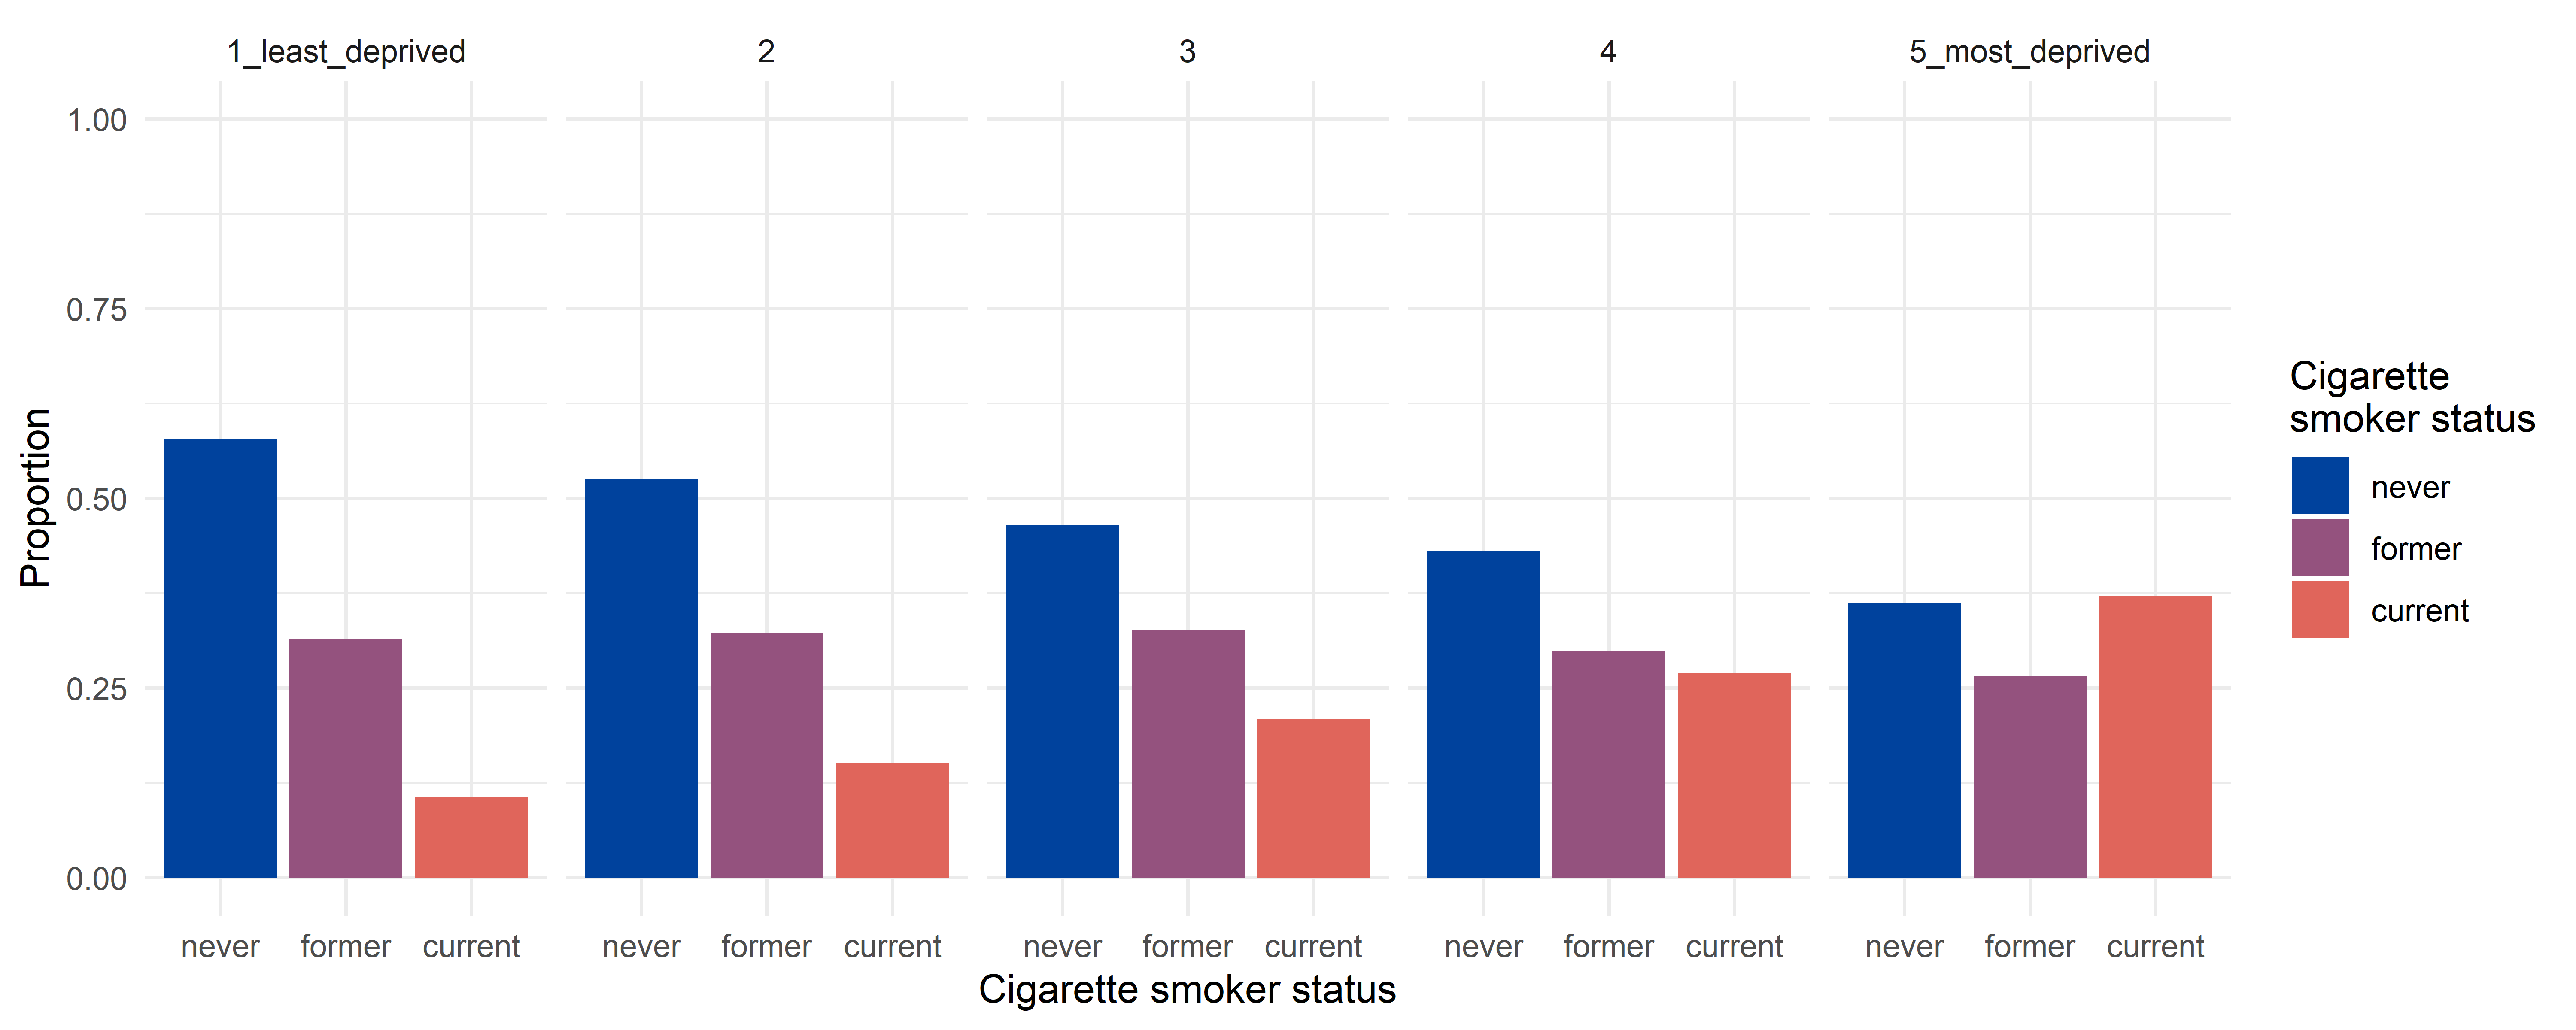 1_least_deprived
2
3
4
5_most_deprived
1.00
0.75
0.50
0.25
0.00
Proportion
never former current
never former current
never former current
never former current
never former current
Cigarette smoker status
Cigarette
smoker status
never
former
current